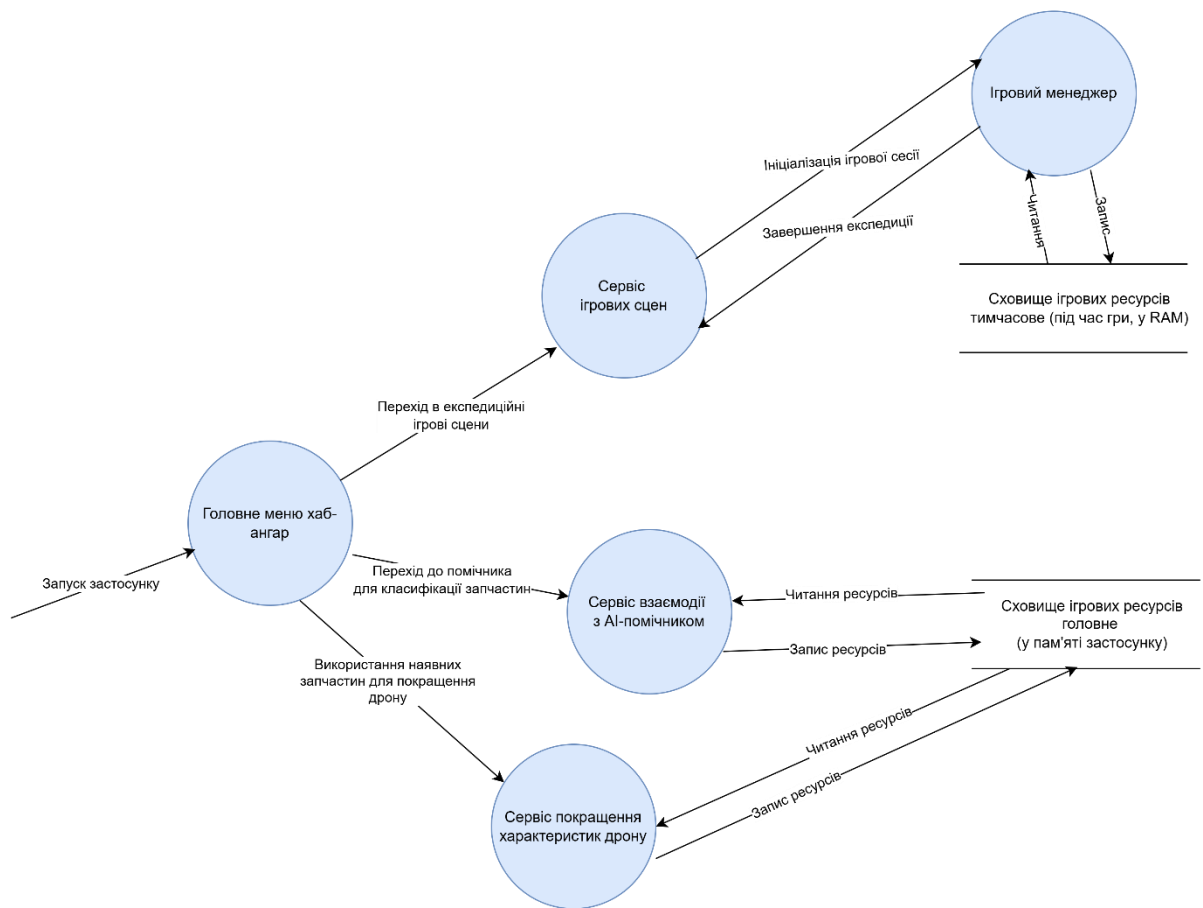 Ігровий менеджер
Ініціалізація ігрової сесії
Завершення експедиції
Читання
Запис
Сервіс
ігрових сцен
Сховище ігрових ресурсів
тимчасове (під час гри, у RAM)
Перехід в експедиційні
ігрові сцени
Головне меню хаб-
ангар
Запуск застосунку
Перехід до помічника
для класифікації запчастин
Сервіс взаємодії
з AI-помічником
Читання ресурсів
Запис ресурсів
Сховище ігрових ресурсів
головне
(у пам'яті застосунку)
Використання наявних
запчастин для покращення
дрону
Читання ресурсів
Запис ресурсів
Сервіс покращення
характеристик дрону